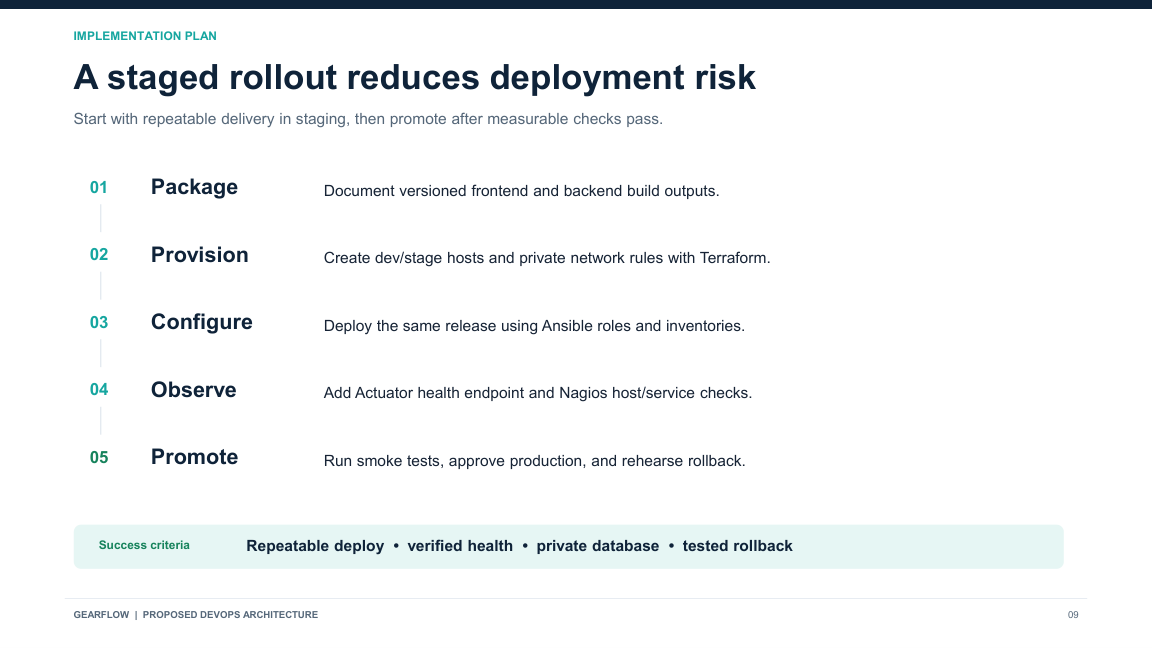 IMPLEMENTATION PLAN
A staged rollout reduces deployment risk
Start with repeatable delivery in staging, then promote after measurable checks pass.
01 Package Document versioned frontend and backend build outputs.
02 Provision Create dev/stage hosts and private network rules with Terraform.
03 Configure Deploy the same release using Ansible roles and inventories.
04 Observe Add Actuator health endpoint and Nagios host/service checks.
05 Promote Run smoke tests, approve production, and rehearse rollback.
Success criteria Repeatable deploy • verified health • private database • tested rollback
GEARFLOW | PROPOSED DEVOPS ARCHITECTURE 09